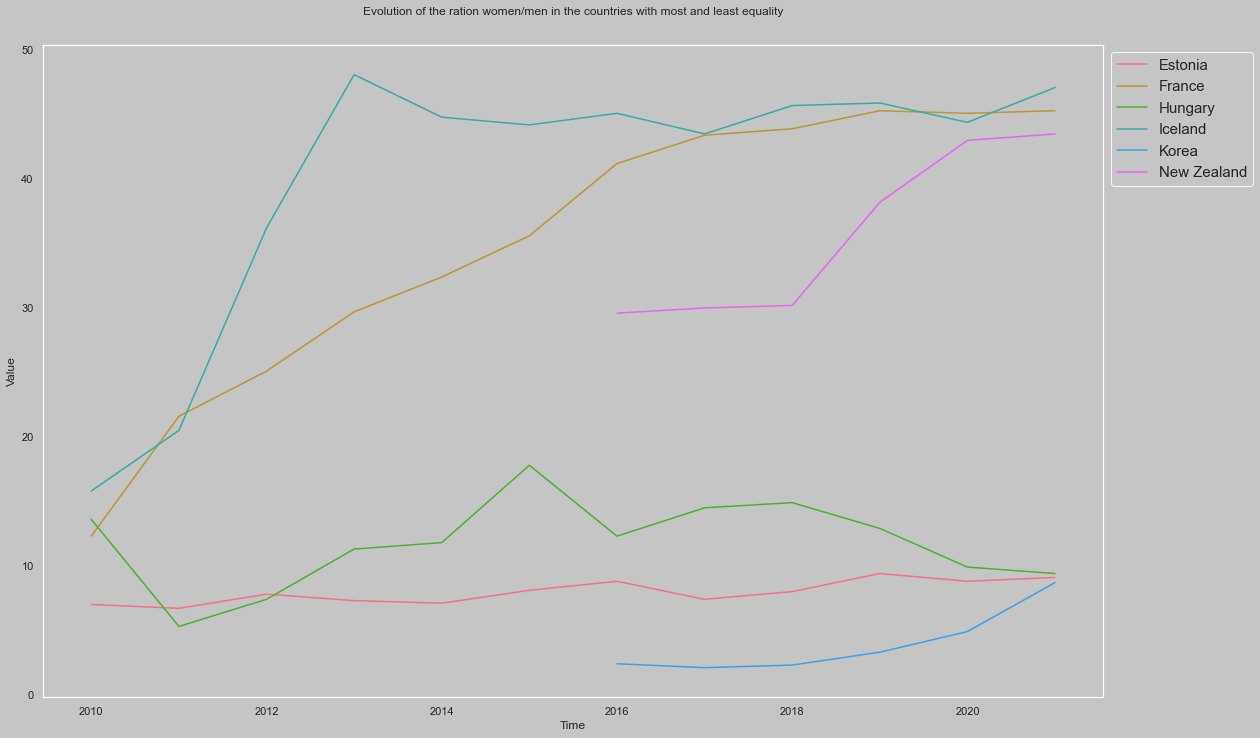 Evolution of the ration women/men in the countries with most and least equality
50
40
30
20
10
0
Value
2010
2012
2014
2016
2018
2020
Time
Estonia
France
Hungary
Iceland
Korea
New Zealand